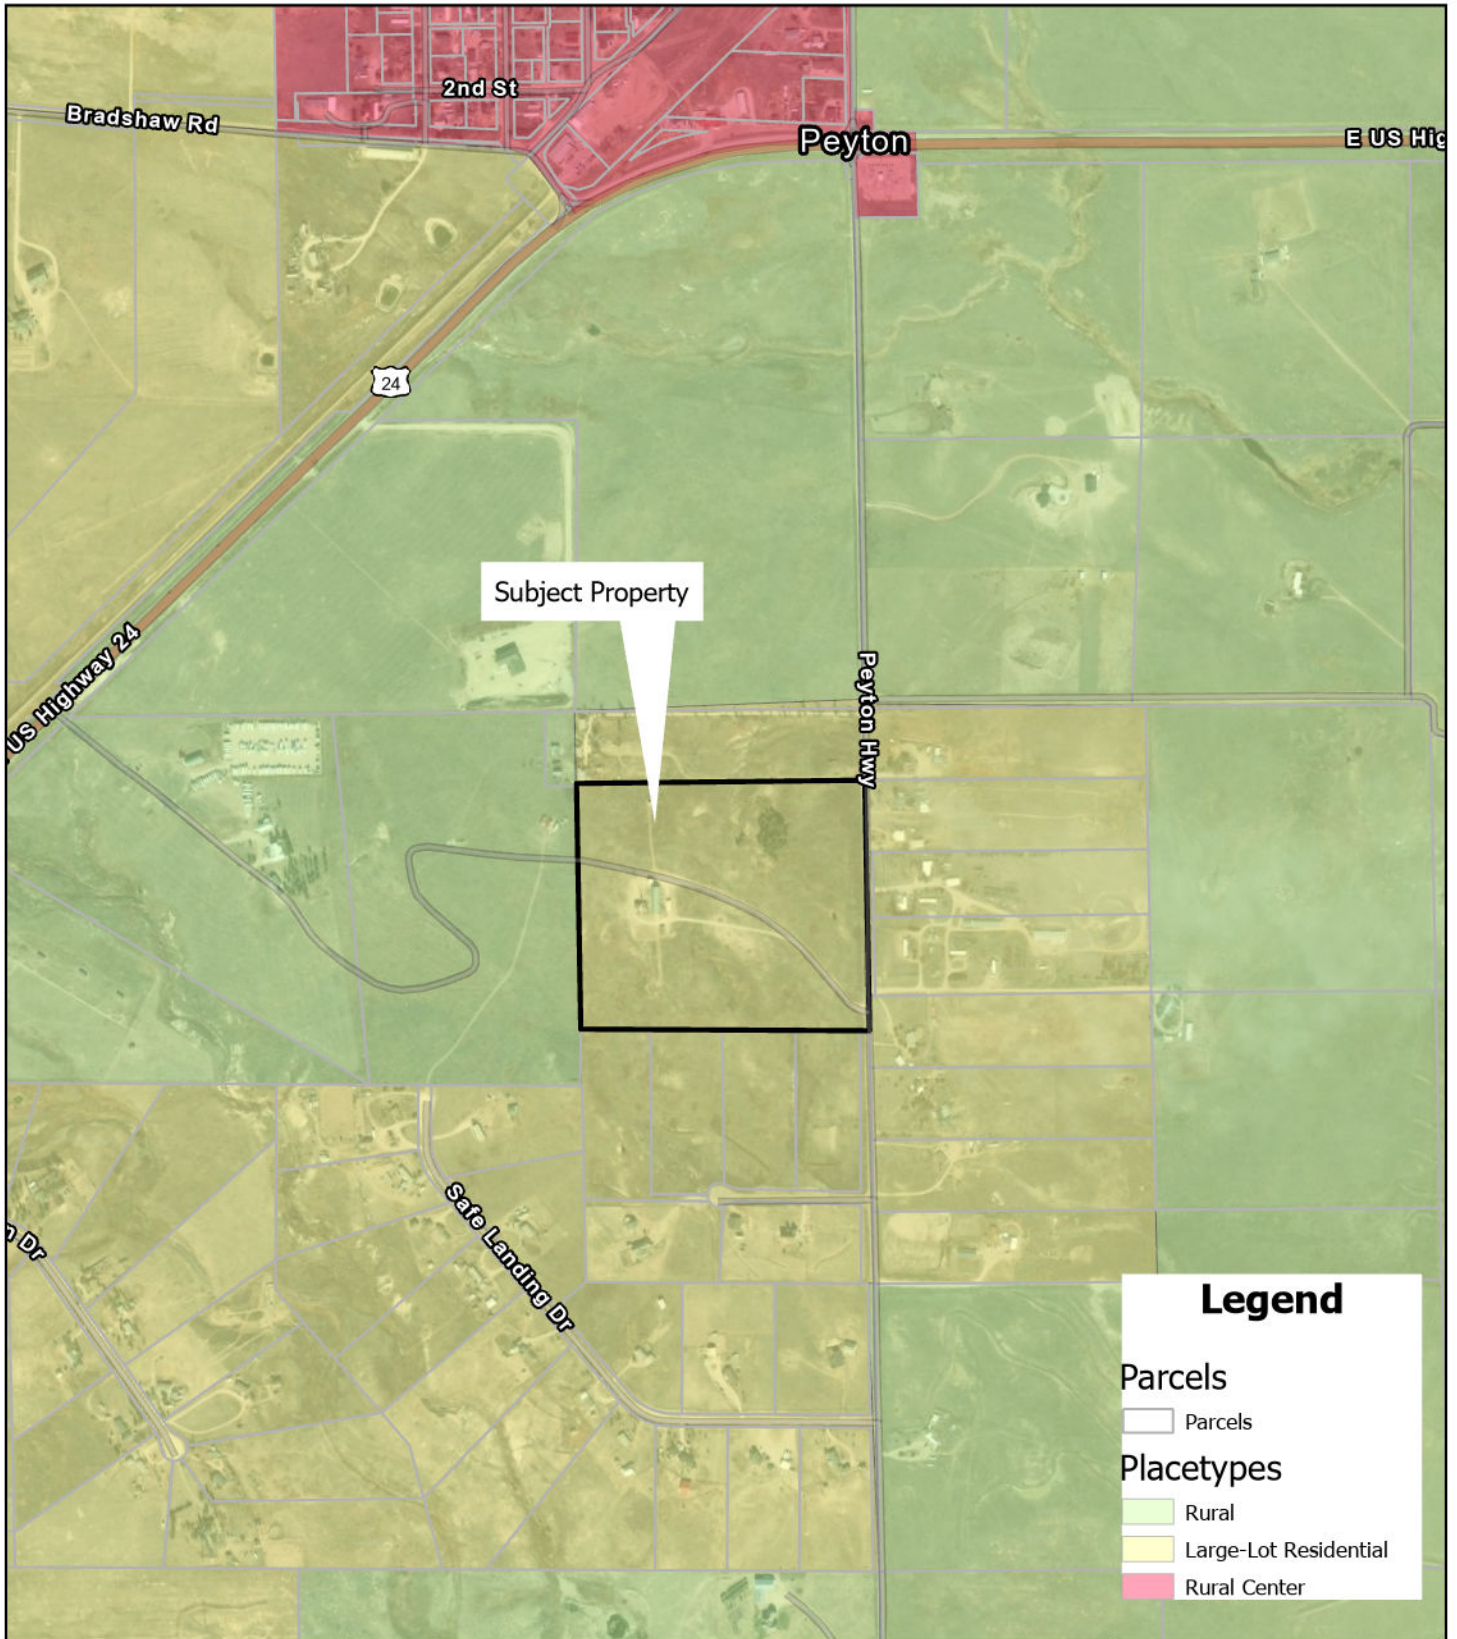 2nd St
Bradshaw Rd
Peyton
E US Hig
24
Subject Property
US Highway 24
Peyton Hwy
Safe Landing Dr
n Dr
Legend
Parcels
Parcels
Placetypes
Rural
Large-Lot Residential
Rural Center